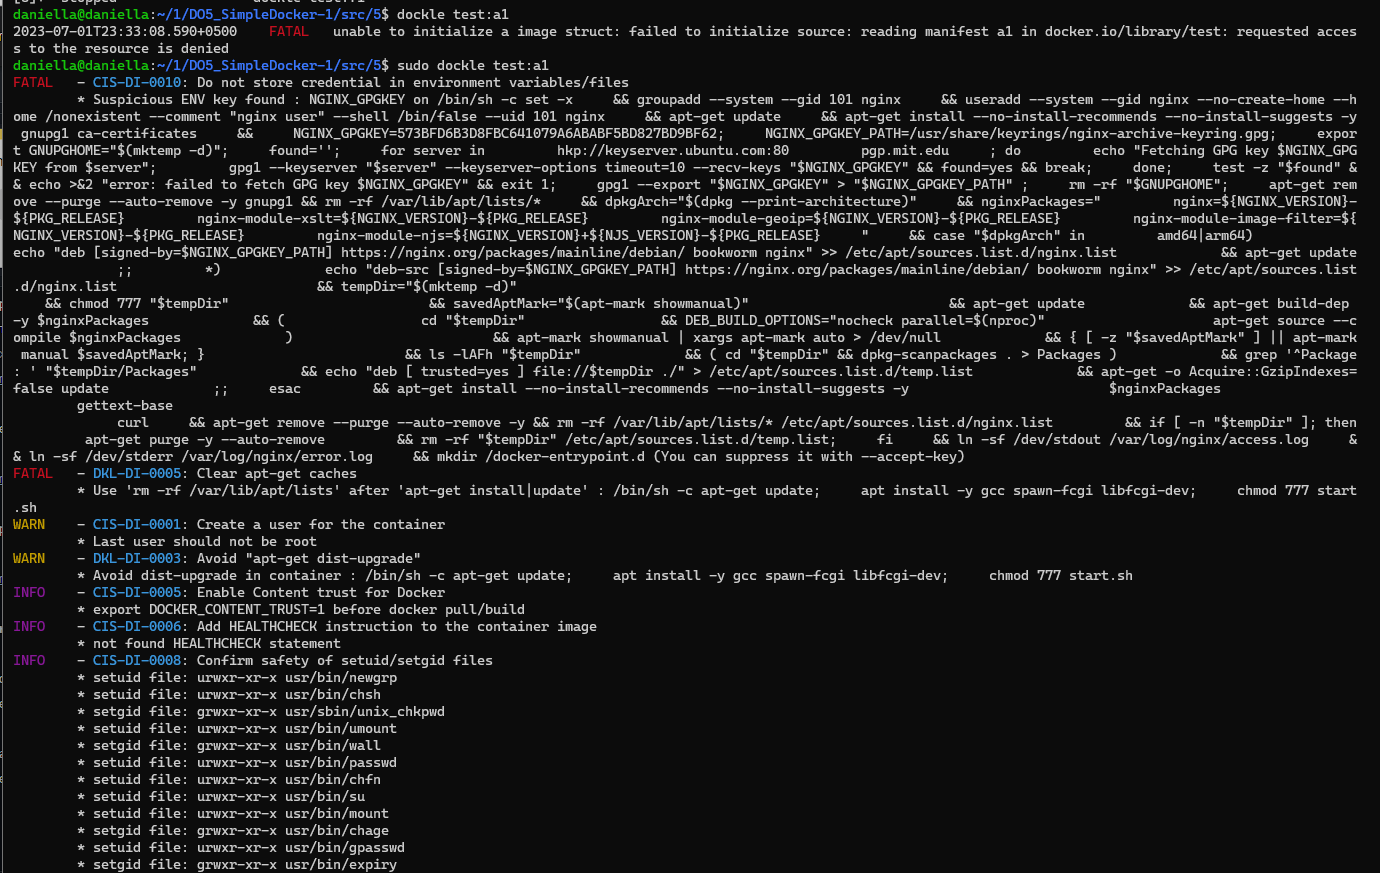 daniella@daniella:~/1/DO5_SimpleDocker-1/src/5$ dockle test:a1
2023-07-01T23:33:08.590+0500    FATAL   unable to initialize a image struct: failed to initialize source: reading manifest a1 in docker.io/library/test: requested acces
s to the resource is denied
daniella@daniella:~/1/DO5_SimpleDocker-1/src/5$ sudo dockle test:a1
FATAL   - CIS-DI-0010: Do not store credential in environment variables/files
        * Suspicious ENV key found : NGINX_GPGKEY on /bin/sh -c set -x     && groupadd --system --gid 101 nginx     && useradd --system --gid nginx --no-create-home --h
ome /nonexistent --comment "nginx user" --shell /bin/false --uid 101 nginx     && apt-get update     && apt-get install --no-install-recommends --no-install-suggests -y
 gnupg1 ca-certificates     &&     NGINX_GPGKEY=573BFD6B3D8FBC641079A6ABABF5BD827BD9BF62;     NGINX_GPGKEY_PATH=/usr/share/keyrings/nginx-archive-keyring.gpg;     expor
t GNUPGHOME="$(mktemp -d)";     found='';     for server in         hkp://keyserver.ubuntu.com:80         pgp.mit.edu     ; do         echo "Fetching GPG key $NGINX_GPG
KEY from $server";         gpg1 --keyserver "$server" --keyserver-options timeout=10 --recv-keys "$NGINX_GPGKEY" && found=yes && break;     done;     test -z "$found" &
& echo >&2 "error: failed to fetch GPG key $NGINX_GPGKEY" && exit 1;     gpg1 --export "$NGINX_GPGKEY" > "$NGINX_GPGKEY_PATH" ;     rm -rf "$GNUPGHOME";     apt-get rem
ove --purge --auto-remove -y gnupg1 && rm -rf /var/lib/apt/lists/*     && dpkgArch="$(dpkg --print-architecture)"     && nginxPackages="         nginx=${NGINX_VERSION}-
${PKG_RELEASE}         nginx-module-xslt=${NGINX_VERSION}-${PKG_RELEASE}         nginx-module-geoip=${NGINX_VERSION}-${PKG_RELEASE}         nginx-module-image-filter=${
NGINX_VERSION}-${PKG_RELEASE}         nginx-module-njs=${NGINX_VERSION}+${NJS_VERSION}-${PKG_RELEASE}     "     && case "$dpkgArch" in         amd64|arm64)
echo "deb [signed-by=$NGINX_GPGKEY_PATH] https://nginx.org/packages/mainline/debian/ bookworm nginx" >> /etc/apt/sources.list.d/nginx.list             && apt-get update
             ;;         *)             echo "deb-src [signed-by=$NGINX_GPGKEY_PATH] https://nginx.org/packages/mainline/debian/ bookworm nginx" >> /etc/apt/sources.list
.d/nginx.list                         && tempDir="$(mktemp -d)"
    && chmod 777 "$tempDir"                         && savedAptMark="$(apt-mark showmanual)"                         && apt-get update             && apt-get build-dep
-y $nginxPackages             && (                 cd "$tempDir"                 && DEB_BUILD_OPTIONS="nocheck parallel=$(nproc)"                     apt-get source --c
ompile $nginxPackages             )                         && apt-mark showmanual | xargs apt-mark auto > /dev/null             && { [ -z "$savedAptMark" ] || apt-mark
 manual $savedAptMark; }                         && ls -lAFh "$tempDir"             && ( cd "$tempDir" && dpkg-scanpackages . > Packages )             && grep '^Package
: ' "$tempDir/Packages"             && echo "deb [ trusted=yes ] file://$tempDir ./" > /etc/apt/sources.list.d/temp.list             && apt-get -o Acquire::GzipIndexes=
false update             ;;     esac         && apt-get install --no-install-recommends --no-install-suggests -y                         $nginxPackages
        gettext-base
             curl     && apt-get remove --purge --auto-remove -y && rm -rf /var/lib/apt/lists/* /etc/apt/sources.list.d/nginx.list         && if [ -n "$tempDir" ]; then
         apt-get purge -y --auto-remove         && rm -rf "$tempDir" /etc/apt/sources.list.d/temp.list;     fi     && ln -sf /dev/stdout /var/log/nginx/access.log     &
& ln -sf /dev/stderr /var/log/nginx/error.log     && mkdir /docker-entrypoint.d (You can suppress it with --accept-key)
FATAL   - DKL-DI-0005: Clear apt-get caches
        * Use 'rm -rf /var/lib/apt/lists' after 'apt-get install|update' : /bin/sh -c apt-get update;     apt install -y gcc spawn-fcgi libfcgi-dev;     chmod 777 start
.sh
WARN    - CIS-DI-0001: Create a user for the container
        * Last user should not be root
WARN    - DKL-DI-0003: Avoid "apt-get dist-upgrade"
        * Avoid dist-upgrade in container : /bin/sh -c apt-get update;     apt install -y gcc spawn-fcgi libfcgi-dev;     chmod 777 start.sh
INFO    - CIS-DI-0005: Enable Content trust for Docker
        * export DOCKER_CONTENT_TRUST=1 before docker pull/build
INFO    - CIS-DI-0006: Add HEALTHCHECK instruction to the container image
        * not found HEALTHCHECK statement
INFO    - CIS-DI-0008: Confirm safety of setuid/setgid files
        * setuid file: urwxr-xr-x usr/bin/newgrp
        * setuid file: urwxr-xr-x usr/bin/chsh
        * setgid file: grwxr-xr-x usr/sbin/unix_chkpwd
        * setuid file: urwxr-xr-x usr/bin/umount
        * setgid file: grwxr-xr-x usr/bin/wall
        * setuid file: urwxr-xr-x usr/bin/passwd
        * setuid file: urwxr-xr-x usr/bin/chfn
        * setuid file: urwxr-xr-x usr/bin/su
        * setuid file: urwxr-xr-x usr/bin/mount
        * setgid file: grwxr-xr-x usr/bin/chage
        * setuid file: urwxr-xr-x usr/bin/gpasswd
        * setgid file: grwxr-xr-x usr/bin/expiry